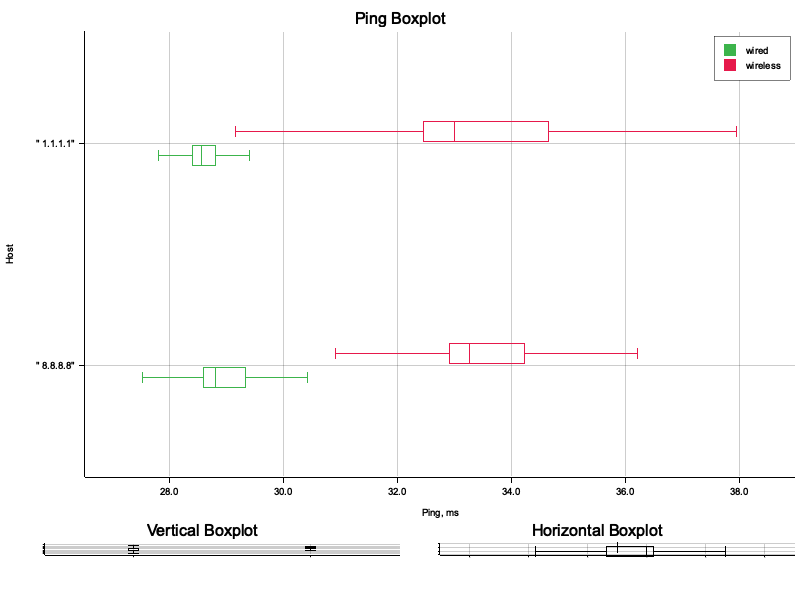 Ping Boxplot
wired
wireless
" 1.1.1.1"
Host
" 8.8.8.8"
28.0 30.0 32.0 34.0 36.0 38.0
Ping, ms
Vertical Boxplot Horizontal Boxplot